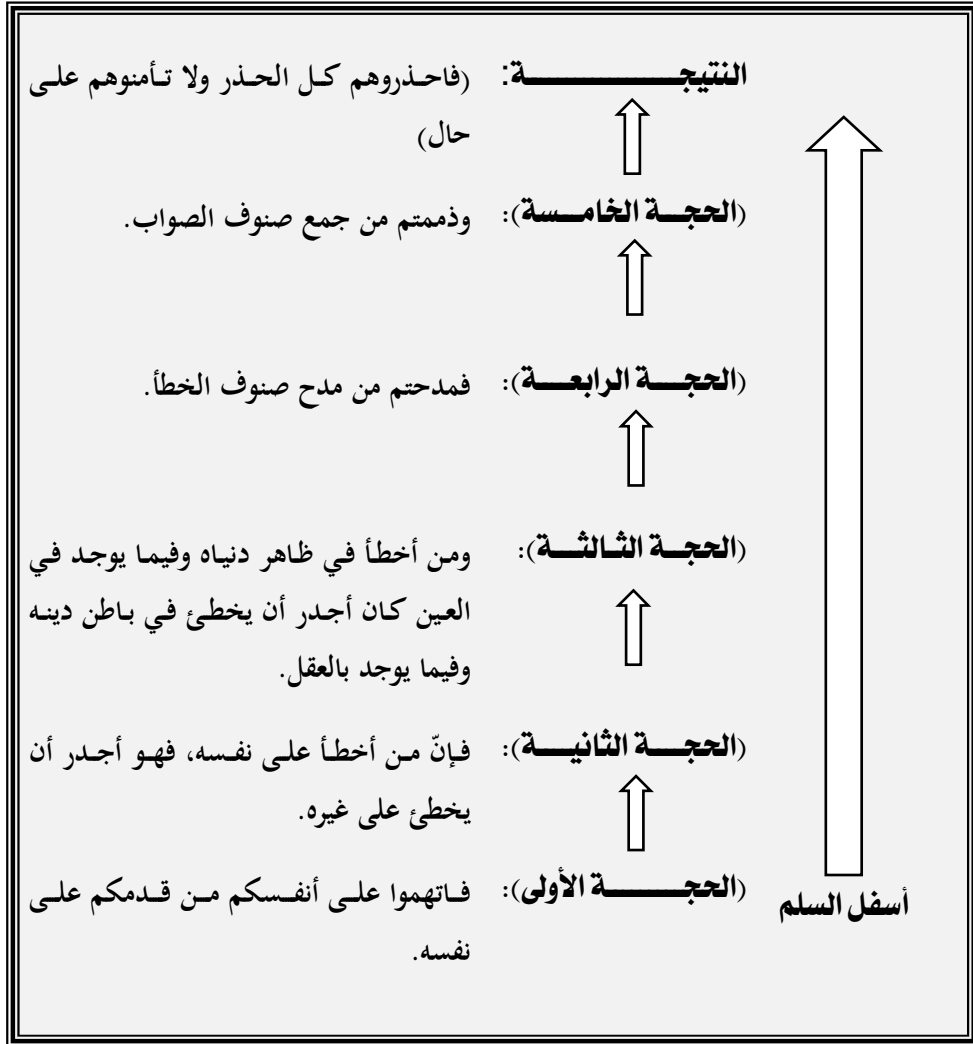 النتيجة: (فاحذروهم كل الحذر ولا تأمنوهم على
حال)
(الحجة الخامسة): وذممتم من جمع صنوف الصواب.
(الحجة الرابعة): فمدحتم من مدح صنوف الخطأ.
(الحجة الثالثة): ومن أخطأ في ظاهر دنياه وفيما يوجد في
العين كان أجدر أن يخطئ في باطن دينه
وفيما يوجد بالعقل.
(الحجة الثانية): فإنّ من أخطأ على نفسه، فهو أجدر أن
يخطئ على غيره.
(الحجة الأولى): فاتهموا على أنفسكم من قدمكم على
نفسه.
أسفل السلم